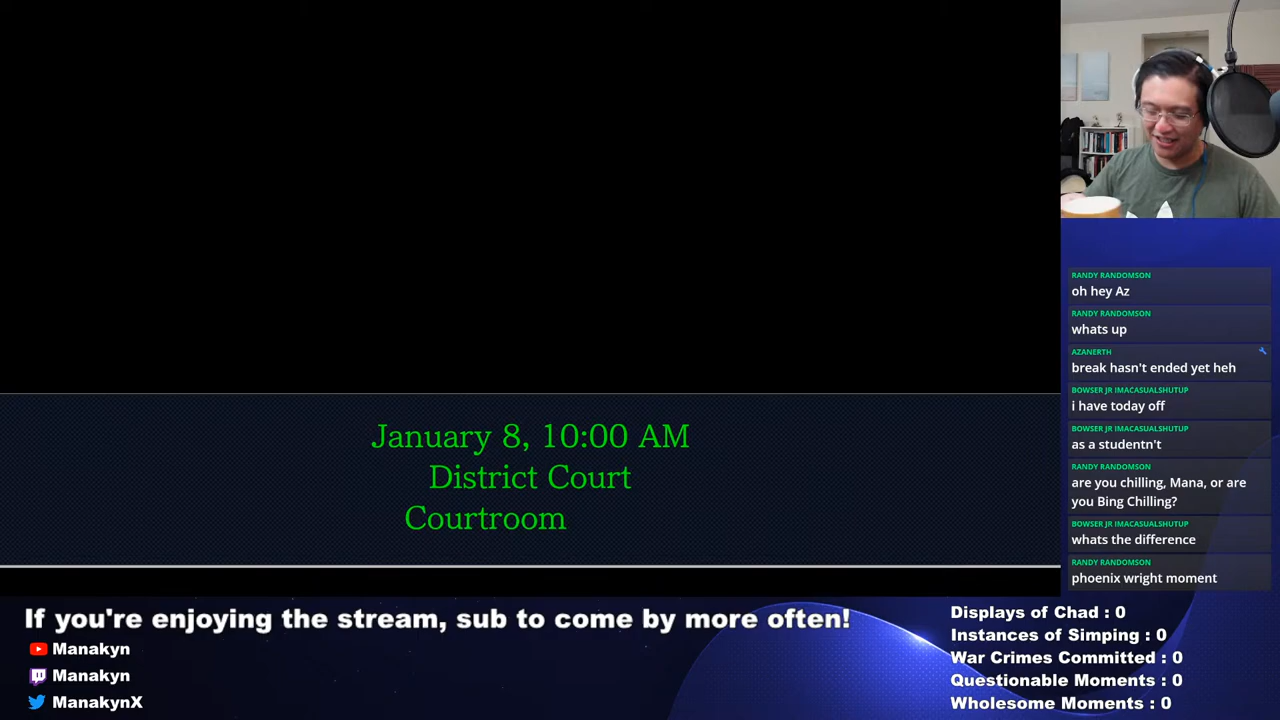 January 8, 10:00 AM
District Court
Courtroom
RANDY RANDOMSON
oh hey Az
RANDY RANDOMSON
whats up
AZANERTH
break hasn't ended yet heh
BOWSER JR IMACASUALSHUTUP
i have today off
BOWSER JR IMACASUALSHUTUP
as a studentn't
RANDY RANDOMSON
are you chilling, Mana, or are
you Bing Chilling?
BOWSER JR IMACASUALSHUTUP
whats the difference
RANDY RANDOMSON
phoenix wright moment
If you're enjoying the stream, sub to come by more often!
Manakyn
Manakyn
ManakynX
Displays of Chad : 0
Instances of Simping : 0
War Crimes Committed : 0
Questionable Moments : 0
Wholesome Moments : 0